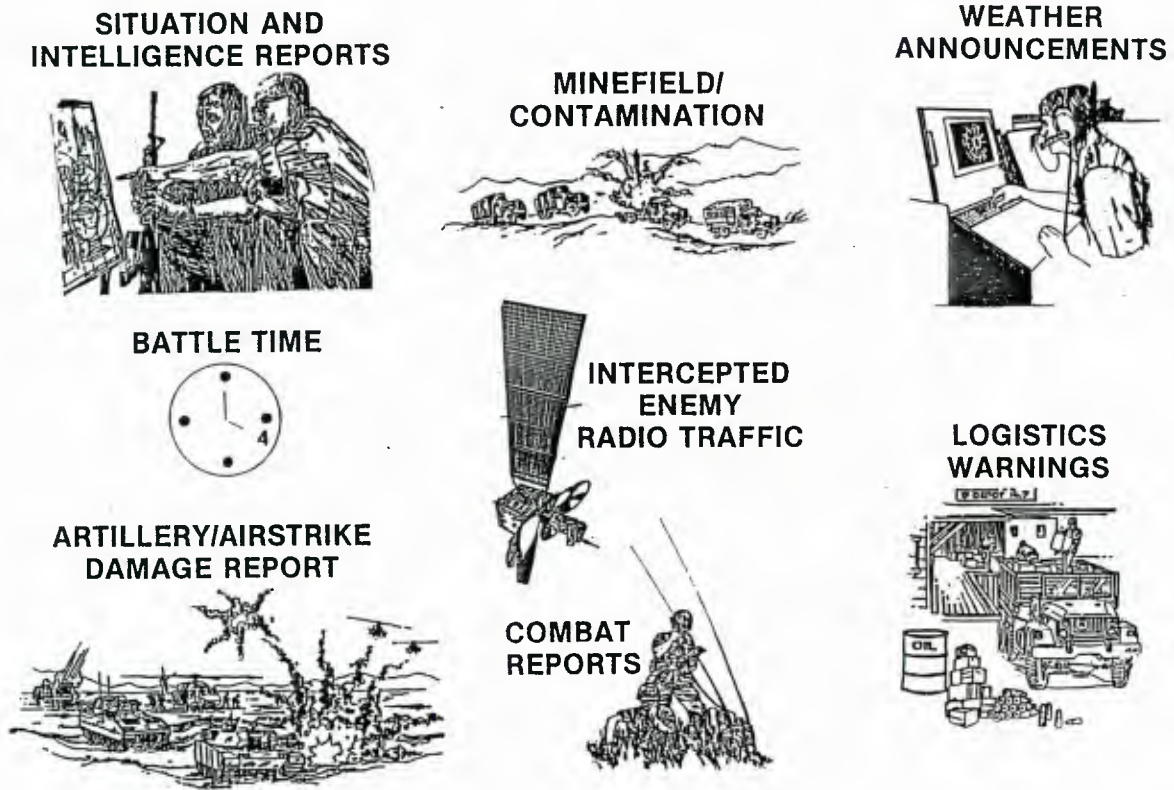 SITUATION AND
INTELLIGENCE REPORTS
MINEFIELD/
CONTAMINATION
WEATHER
ANNOUNCEMENTS
BATTLE TIME
4
INTERCEPTED
ENEMY
RADIO TRAFFIC
LOGISTICS
WARNINGS
ARTILLERY/AIRSTRIKE
DAMAGE REPORT
COMBAT
REPORTS
OIL